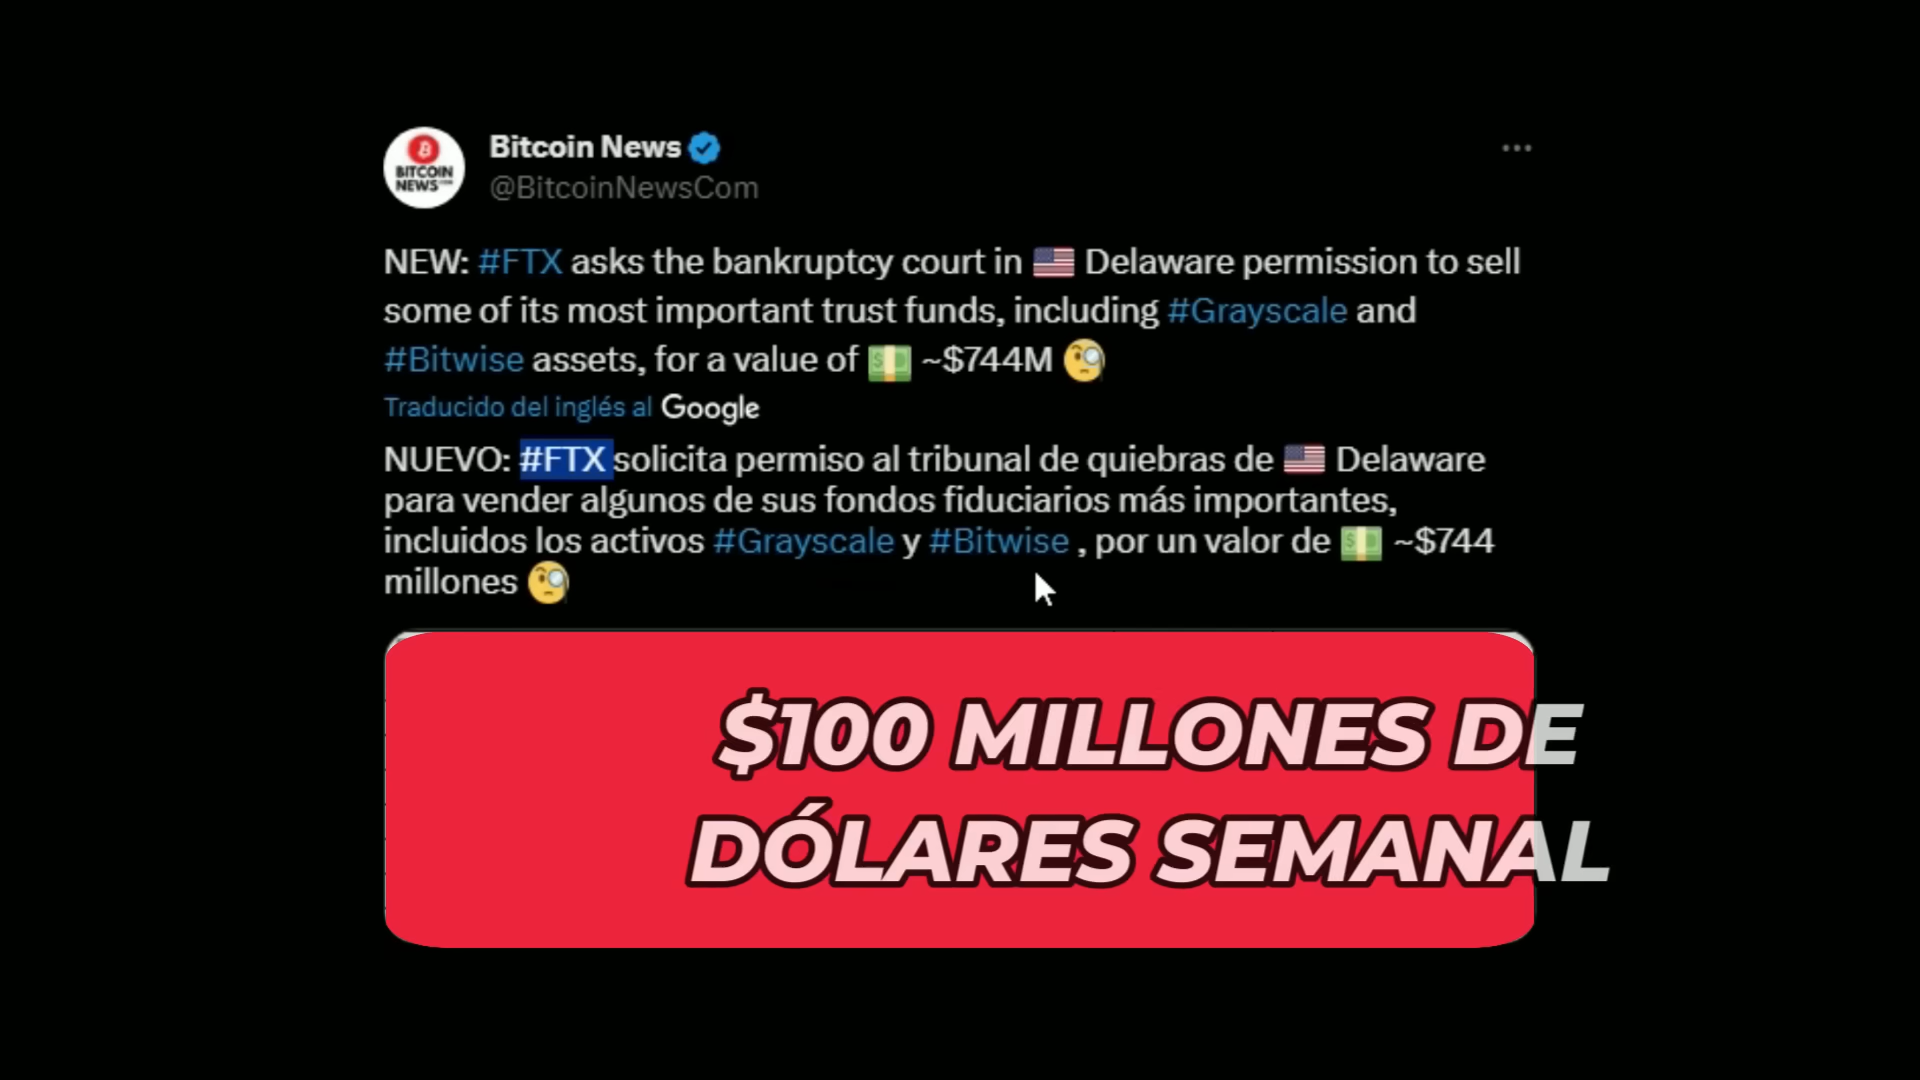 BITCOIN
NEWS.COM
Bitcoin News
@BitcoinNewsCom
NEW: #FTX asks the bankruptcy court in 🇺🇸 Delaware permission to sell
some of its most important trust funds, including #Grayscale and
#Bitwise assets, for a value of 💵 ~$744M 🧐
Traducido del inglés al Google
NUEVO: #FTX solicita permiso al tribunal de quiebras de 🇺🇸 Delaware
para vender algunos de sus fondos fiduciarios más importantes,
incluidos los activos #Grayscale y #Bitwise , por un valor de 💵 ~$744
millones 🧐
$100 MILLONES DE
DÓLARES SEMANAL